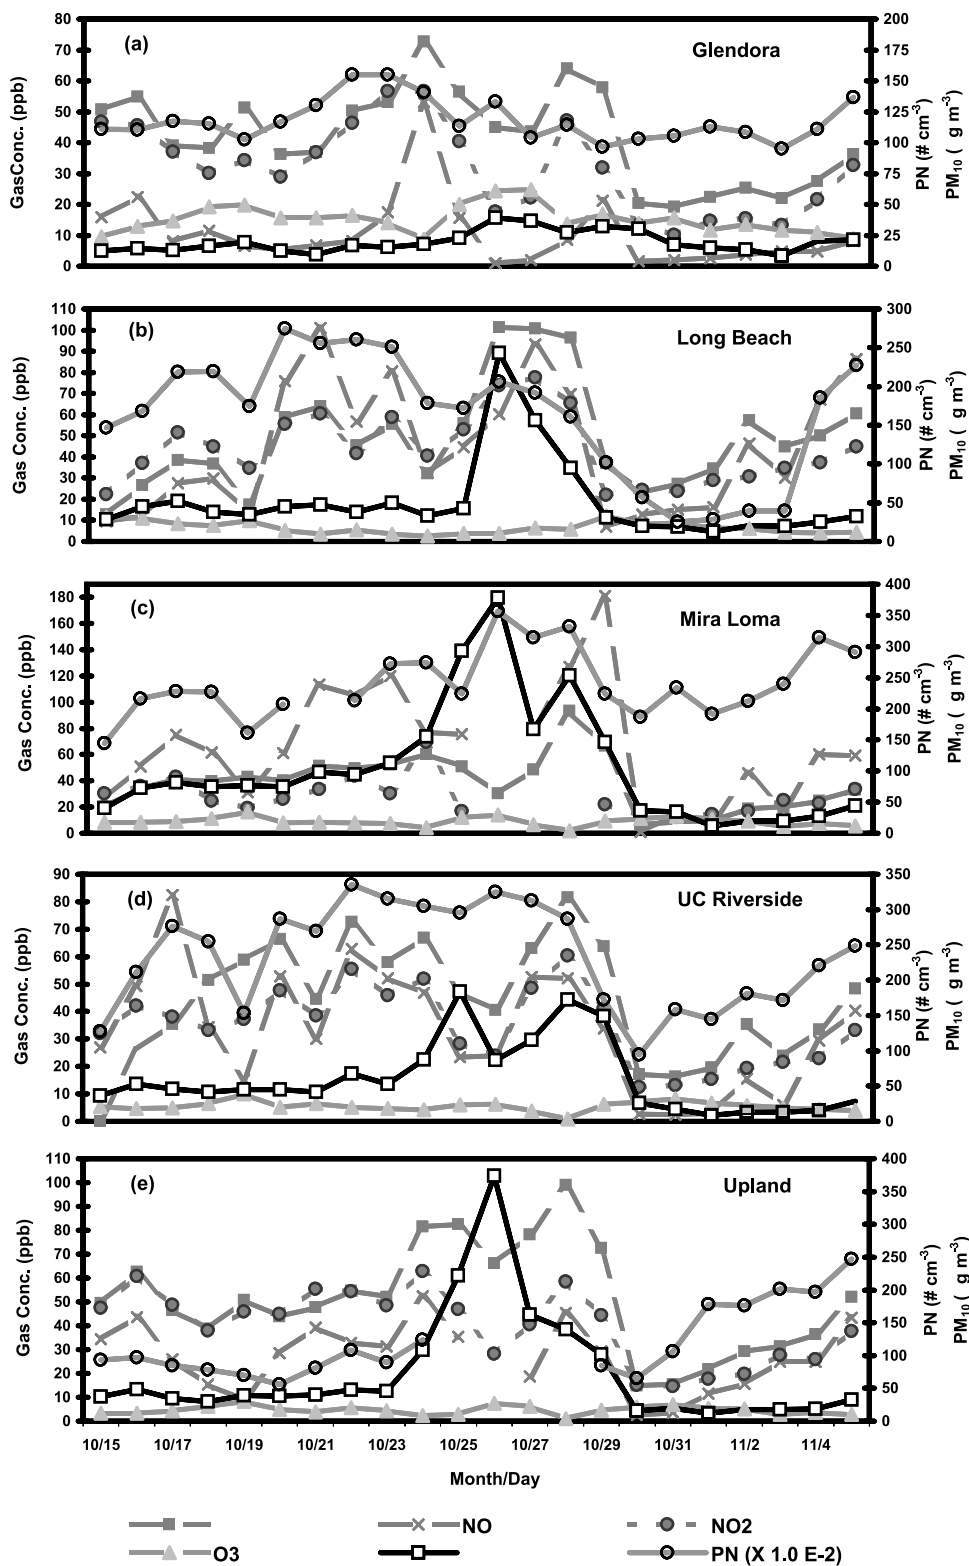 (a)
Glendora
GasConc. (ppb)
PN (# cm-3)
PM10 ( g m-3)
80 70 60 50 40 30 20 10 0
200 175 150 125 100 75 50 25 0
(b)
Long Beach
Gas Conc. (ppb)
PN (# cm-3)
PM10 ( g m-3)
110 100 90 80 70 60 50 40 30 20 10 0
300 250 200 150 100 50 0
(c)
Mira Loma
Gas Conc. (ppb)
PN (# cm-3)
PM10 ( g m-3)
180 160 140 120 100 80 60 40 20 0
400 350 300 250 200 150 100 50 0
(d)
UC Riverside
Gas Conc. (ppb)
PN (# cm-3)
PM10 ( g m-3)
90 80 70 60 50 40 30 20 10 0
350 300 250 200 150 100 50 0
(e)
Upland
Gas Conc. (ppb)
PN (# cm-3)
PM10 ( g m-3)
110 100 90 80 70 60 50 40 30 20 10 0
400 350 300 250 200 150 100 50 0
10/15 10/17 10/19 10/21 10/23 10/25 10/27 10/29 10/31 11/2 11/4
Month/Day
NO NO2
O3 PN (X 1.0 E-2)